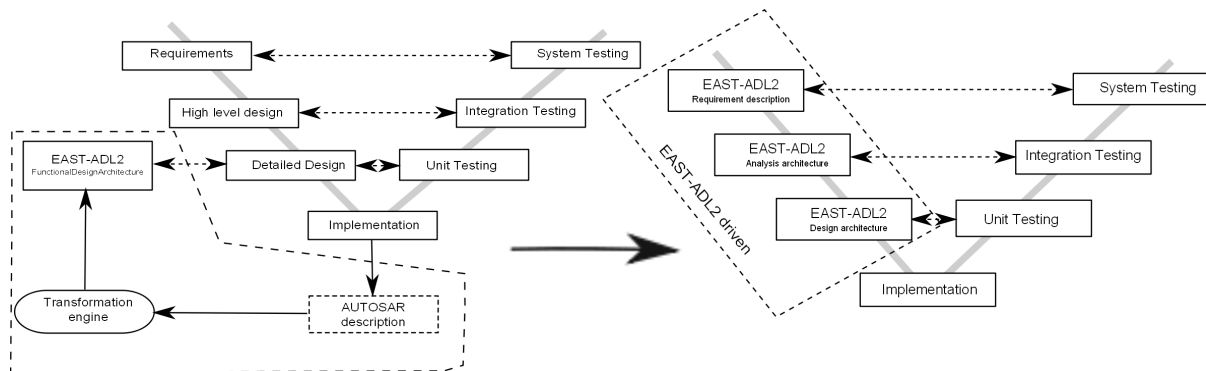 Requirements
System Testing
High level design
Integration Testing
EAST-ADL2
FunctionalDesignArchitecture
Detailed Design
Unit Testing
Implementation
Transformation
engine
AUTOSAR
description
EAST-ADL2
Requirement description
System Testing
EAST-ADL2
Analysis architecture
Integration Testing
EAST-ADL2 driven
EAST-ADL2
Design architecture
Unit Testing
Implementation